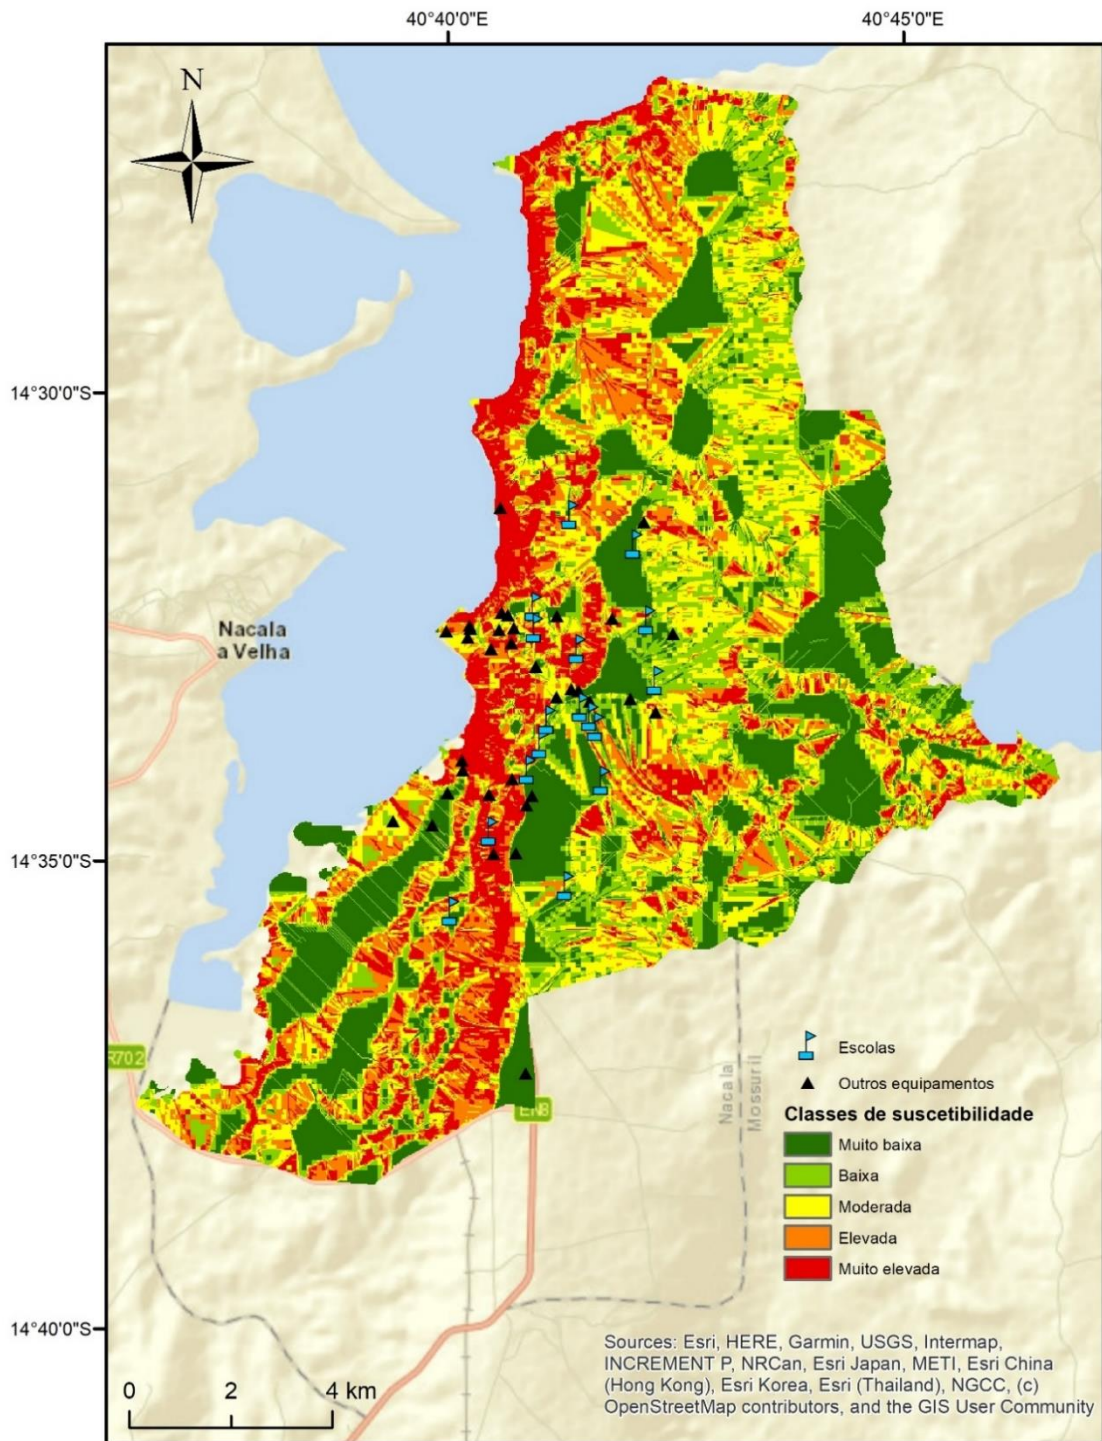 40°40'0"E
40°45'0"E
N
14°30'0"S
Nacala
a Velha
14°35'0"S
R702
EN8
Nacala
Mossuril
Escolas
Outros equipamentos
Classes de suscetibilidade
Muito baixa
Baixa
Moderada
Elevada
Muito elevada
14°40'0"S
0 2 4 km
Sources: Esri, HERE, Garmin, USGS, Intermap,
INCREMENT P, NRCan, Esri Japan, METI, Esri China
(Hong Kong), Esri Korea, Esri (Thailand), NGCC, (c)
OpenStreetMap contributors, and the GIS User Community